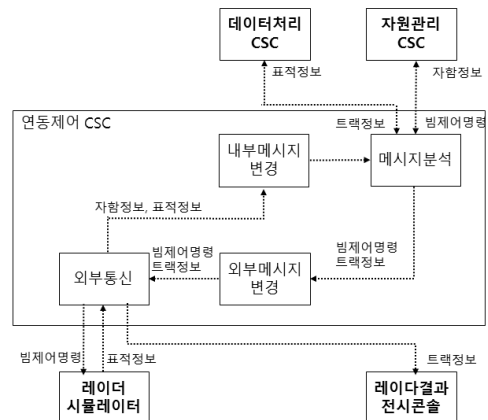 데이터처리
CSC
자원관리
CSC
표적정보
자함정보
트랙정보
빔제어명령
연동제어 CSC
내부메시지
변경
메시지분석
자함정보, 표적정보
빔제어명령
트랙정보
빔제어명령
트랙정보
외부통신
외부메시지
변경
빔제어명령
표적정보
트랙정보
레이더
시뮬레이터
레이다결과
전시콘솔